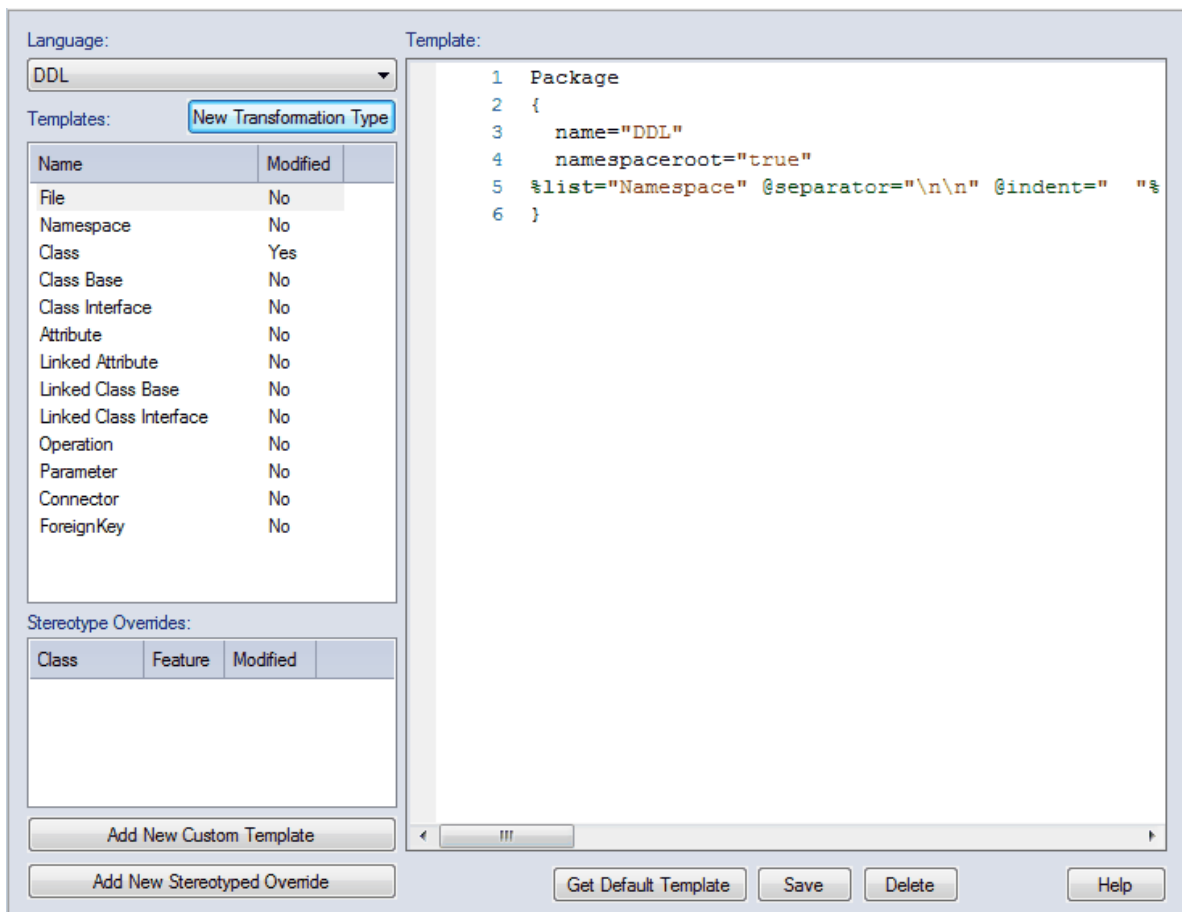 Language:
DDL
Templates:
New Transformation Type
Name Modified
File No
Namespace No
Class Yes
Class Base No
Class Interface No
Attribute No
Linked Attribute No
Linked Class Base No
Linked Class Interface No
Operation No
Parameter No
Connector No
ForeignKey No
Stereotype Overrides:
Class Feature Modified
Add New Custom Template
Add New Stereotyped Override
Template:
1 Package
2 {
3 name="DDL"
4 namespaceroot="true"
5 %list="Namespace" @separator="\n\n" @indent="  "%
6 }
Get Default Template Save Delete Help